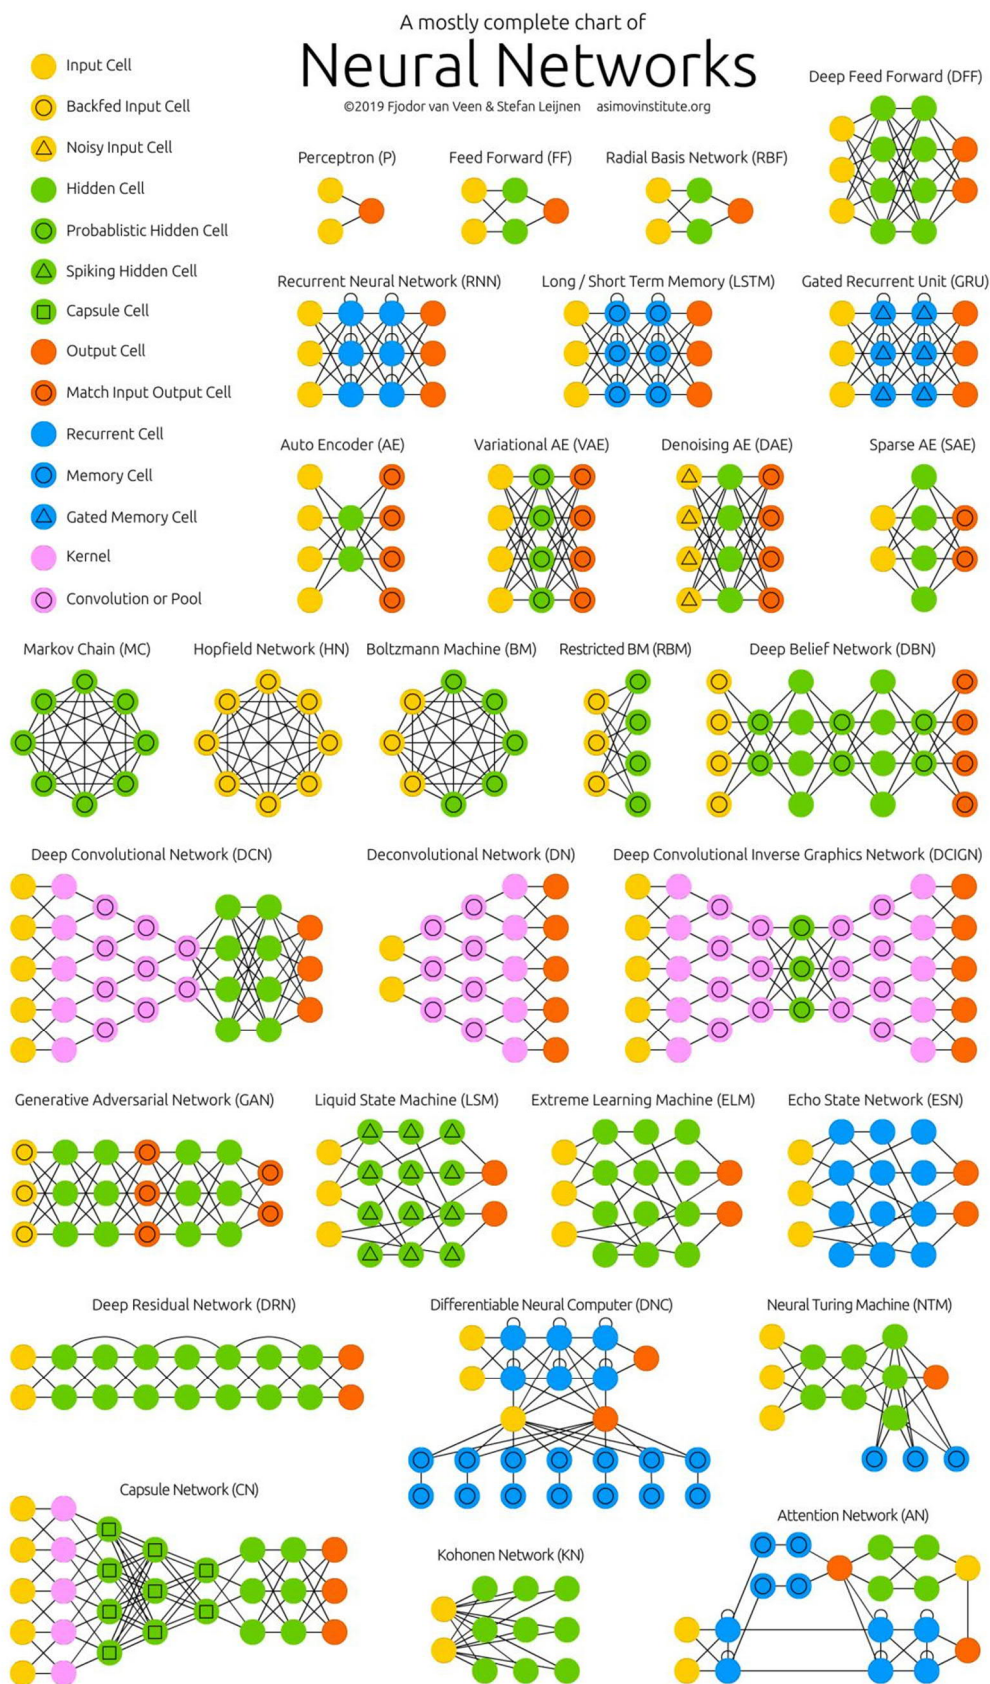 A mostly complete chart of
Neural Networks
©2019 Fjodor van Veen & Stefan Leijnen asimovinstitute.org
Input Cell
Backfed Input Cell
Noisy Input Cell
Hidden Cell
Probablistic Hidden Cell
Spiking Hidden Cell
Capsule Cell
Output Cell
Match Input Output Cell
Recurrent Cell
Memory Cell
Gated Memory Cell
Kernel
Convolution or Pool
Deep Feed Forward (DFF)
Perceptron (P)
Feed Forward (FF)
Radial Basis Network (RBF)
Recurrent Neural Network (RNN)
Long / Short Term Memory (LSTM)
Gated Recurrent Unit (GRU)
Auto Encoder (AE)
Variational AE (VAE)
Denoising AE (DAE)
Sparse AE (SAE)
Markov Chain (MC)
Hopfield Network (HN)
Boltzmann Machine (BM)
Restricted BM (RBM)
Deep Belief Network (DBN)
Deep Convolutional Network (DCN)
Deconvolutional Network (DN)
Deep Convolutional Inverse Graphics Network (DCIGN)
Generative Adversarial Network (GAN)
Liquid State Machine (LSM)
Extreme Learning Machine (ELM)
Echo State Network (ESN)
Deep Residual Network (DRN)
Differentiable Neural Computer (DNC)
Neural Turing Machine (NTM)
Capsule Network (CN)
Kohonen Network (KN)
Attention Network (AN)